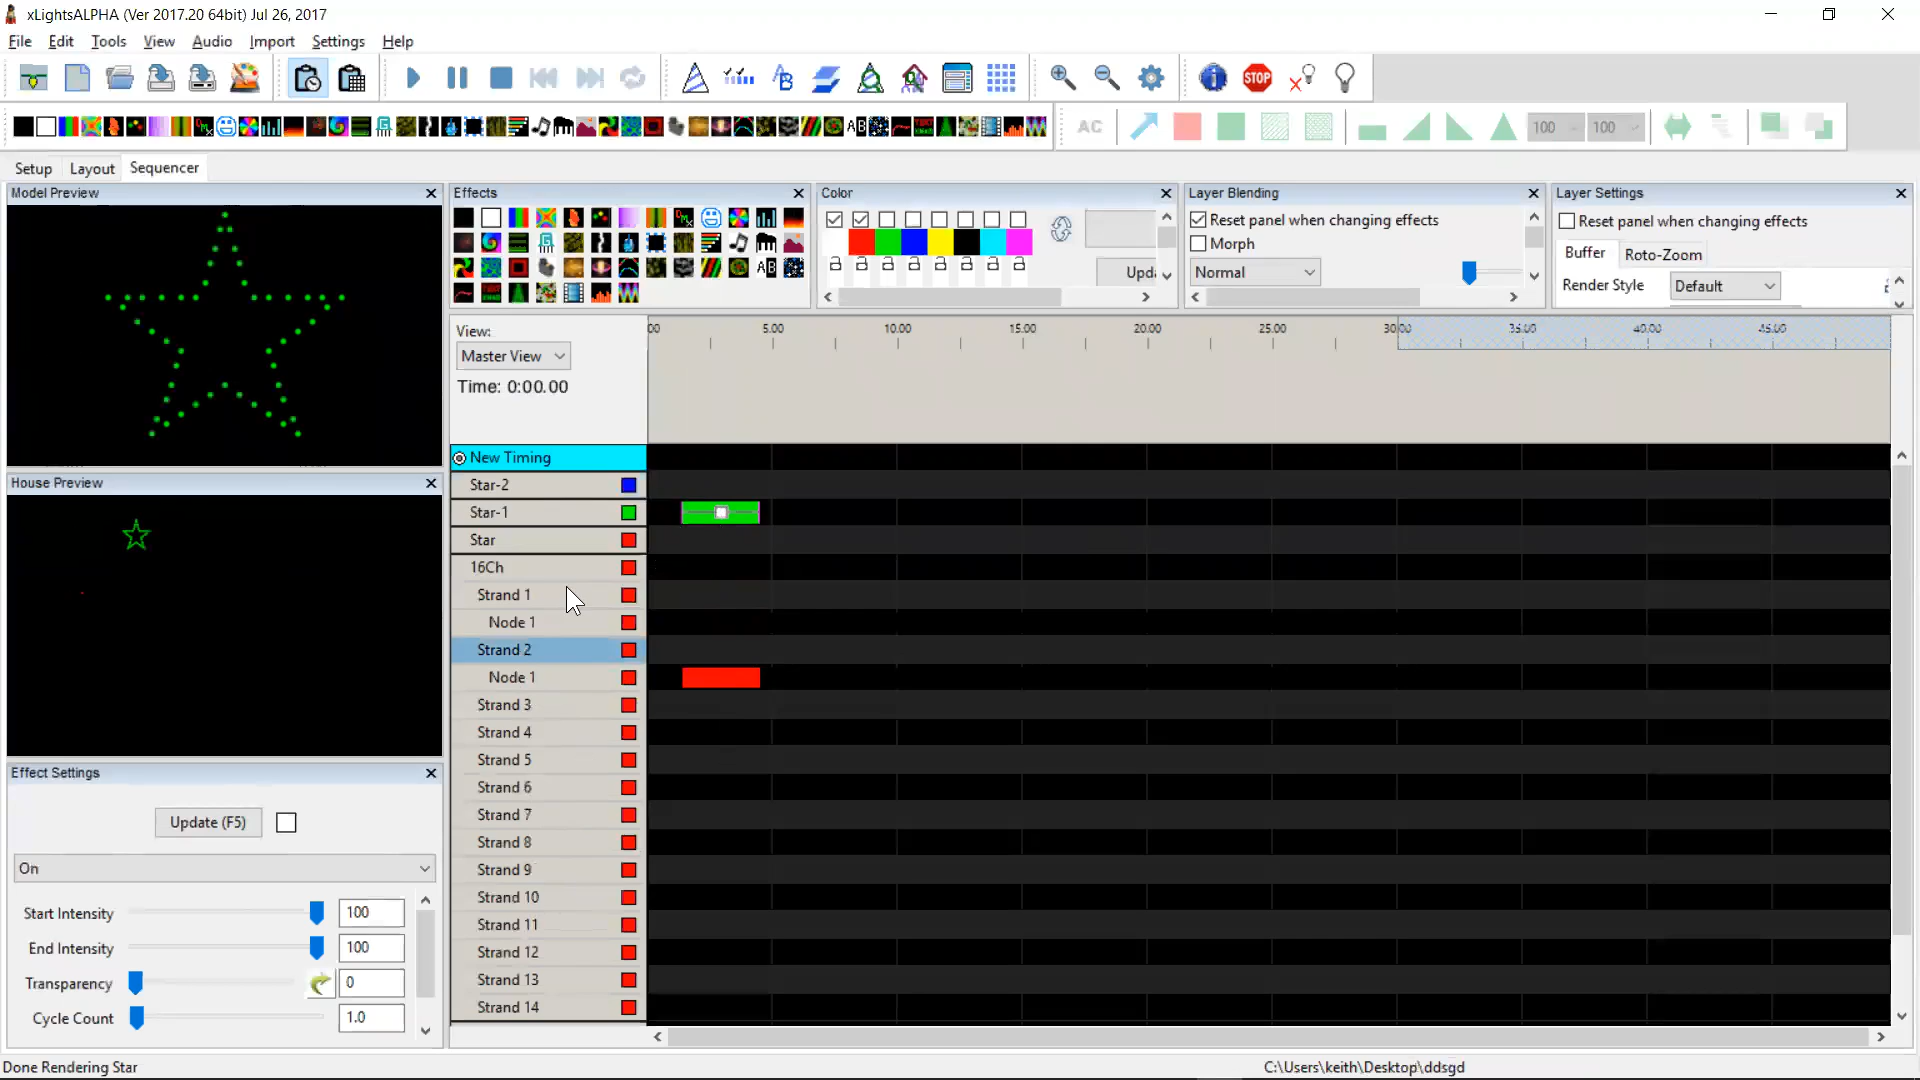 xLightsALPHA (Ver 2017.20 64bit) Jul 26, 2017
File Edit Tools View Audio Import Settings Help
AC 100 100
Setup Layout Sequencer
Model Preview
Effects
Color
Layer Blending
Layer Settings
Reset panel when changing effects
Reset panel when changing effects
Morph
Buffer Roto-Zoom
Upda
Normal
Render Style Default
View:
Master View
Time: 0:00.00
00 5.00 10.00 15.00 20.00 25.00 30.00 35.00 40.00 45.00
New Timing
Star-2
House Preview
Star-1
Star
16Ch
Strand 1
Node 1
Strand 2
Node 1
Strand 3
Strand 4
Strand 5
Strand 6
Strand 7
Strand 8
Strand 9
Strand 10
Strand 11
Strand 12
Strand 13
Strand 14
Effect Settings
Update (F5)
On
Start Intensity 100
End Intensity 100
Transparency 0
Cycle Count 1.0
Done Rendering Star
C:\Users\keith\Desktop\ddsgd